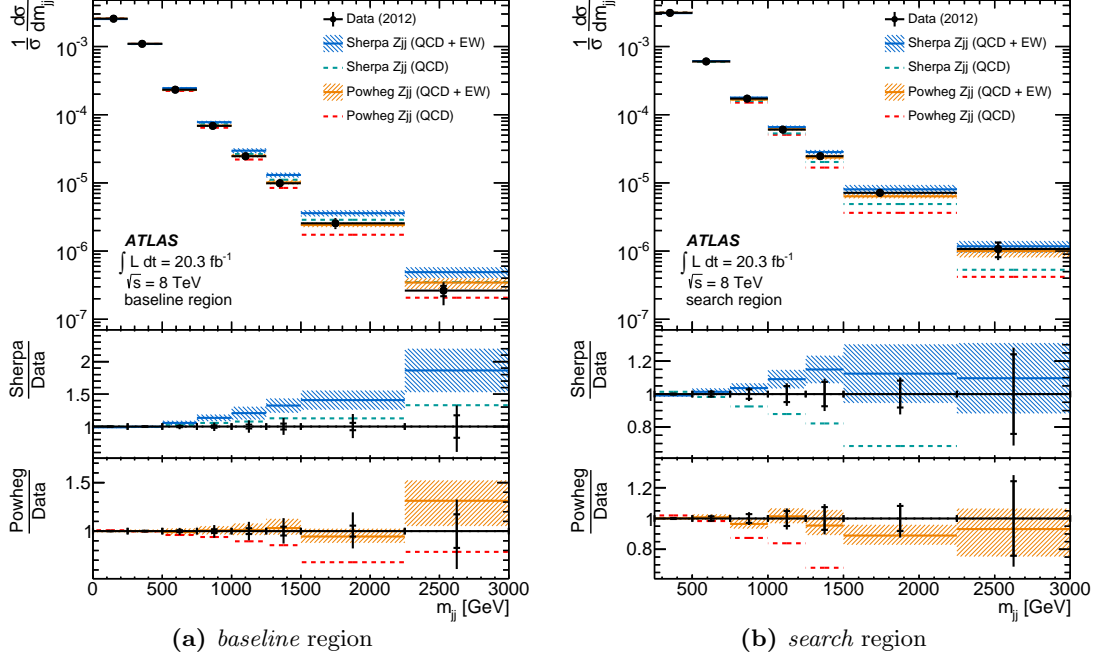 1/σ dσ/dm_jj
10⁻³
10⁻⁴
10⁻⁵
10⁻⁶
10⁻⁷
Data (2012)
Sherpa Zjj (QCD + EW)
Sherpa Zjj (QCD)
Powheg Zjj (QCD + EW)
Powheg Zjj (QCD)
ATLAS
∫ L dt = 20.3 fb⁻¹
√s = 8 TeV
baseline region
Sherpa/Data
2
1.5
1
Powheg/Data
1.5
1
0 500 1000 1500 2000 2500 3000
m_jj [GeV]
(a) baseline region
1/σ dσ/dm_jj
10⁻³
10⁻⁴
10⁻⁵
10⁻⁶
10⁻⁷
Data (2012)
Sherpa Zjj (QCD + EW)
Sherpa Zjj (QCD)
Powheg Zjj (QCD + EW)
Powheg Zjj (QCD)
ATLAS
∫ L dt = 20.3 fb⁻¹
√s = 8 TeV
search region
Sherpa/Data
1.2
1
0.8
Powheg/Data
1.2
1
0.8
500 1000 1500 2000 2500 3000
m_jj [GeV]
(b) search region